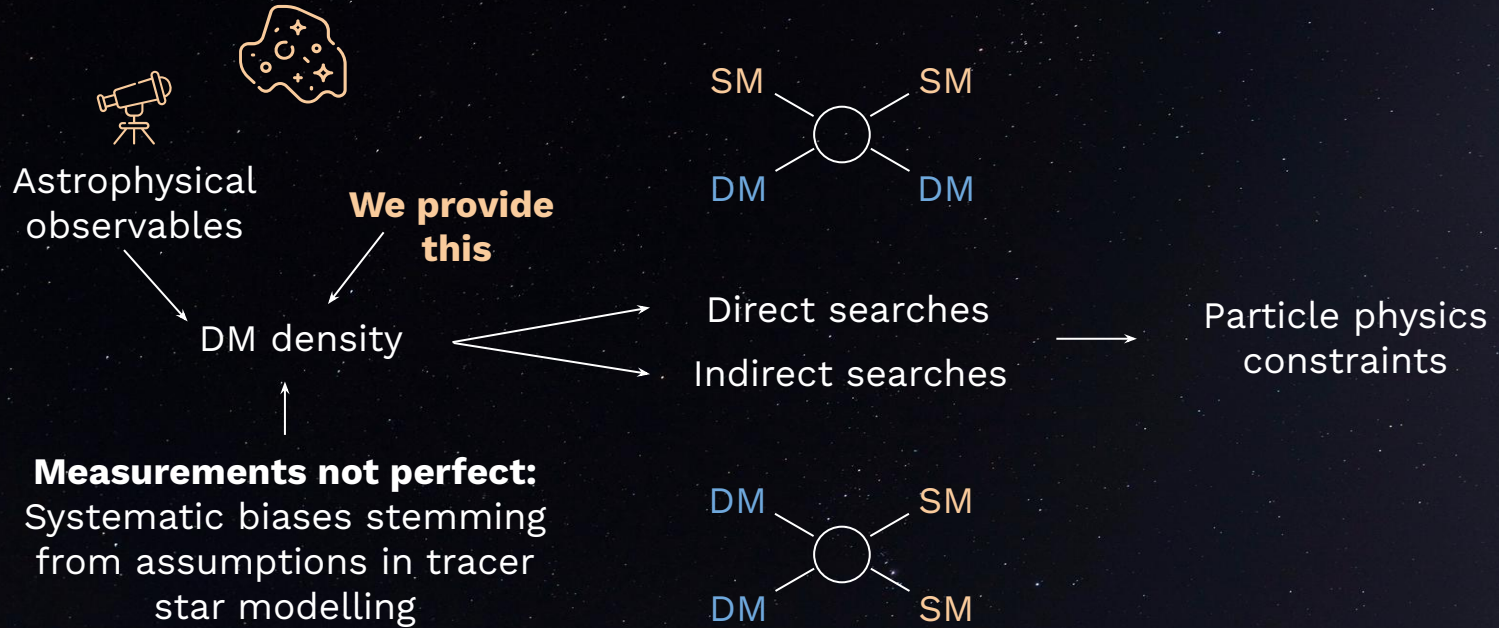 Astrophysical
observables
We provide
this
DM density
Measurements not perfect:
Systematic biases stemming
from assumptions in tracer
star modelling
SM SM
DM DM
Direct searches
Indirect searches
DM SM
DM SM
Particle physics
constraints